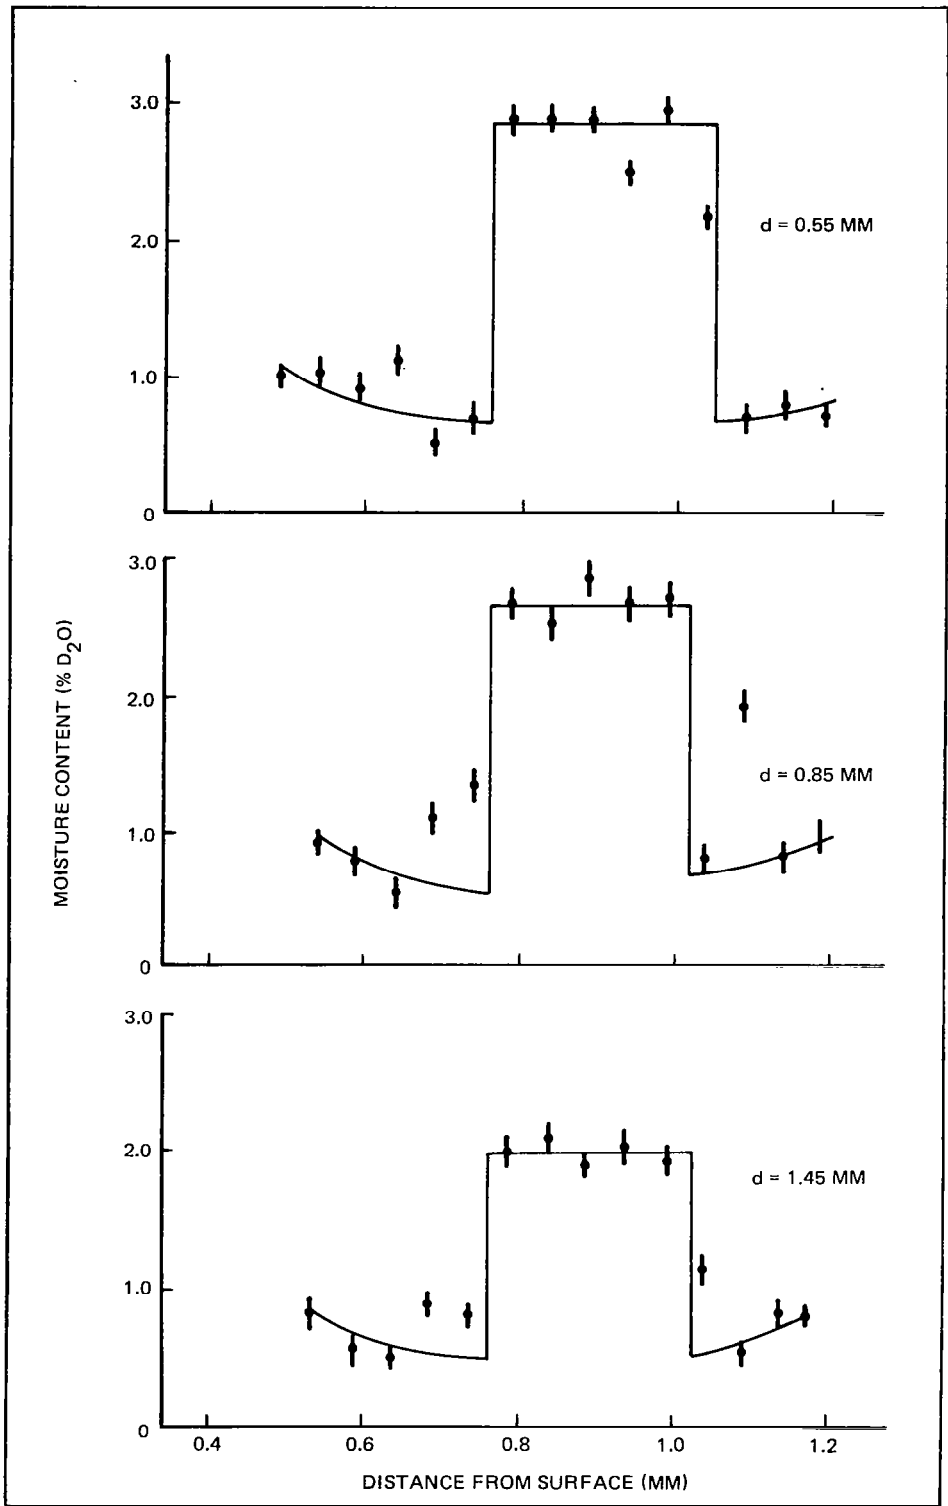 3.0
2.0
d = 0.55 MM
1.0
0
3.0
2.0
MOISTURE CONTENT (% D2O)
d = 0.85 MM
1.0
0
3.0
2.0
d = 1.45 MM
1.0
0
0.4 0.6 0.8 1.0 1.2
DISTANCE FROM SURFACE (MM)